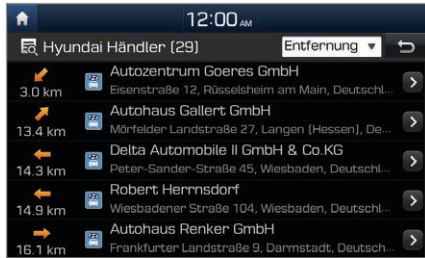 12:00 AM
Hyundai Händler (29)
Entfernung
Autozentrum Goeres GmbH
3.0 km
Eisenstraße 12, Rüsselsheim am Main, Deutschl...
Autohaus Gallert GmbH
13.4 km
Mörfelder Landstraße 27, Langen (Hessen), De...
Delta Automobile II GmbH & Co.KG
14.3 km
Peter-Sander-Straße 45, Wiesbaden, Deutschl...
Robert Herrnsdorf
14.9 km
Wiesbadener Straße 104, Wiesbaden, Deutschl...
Autohaus Renker GmbH
16.1 km
Frankfurter Landstraße 9, Darmstadt, Deutsch...